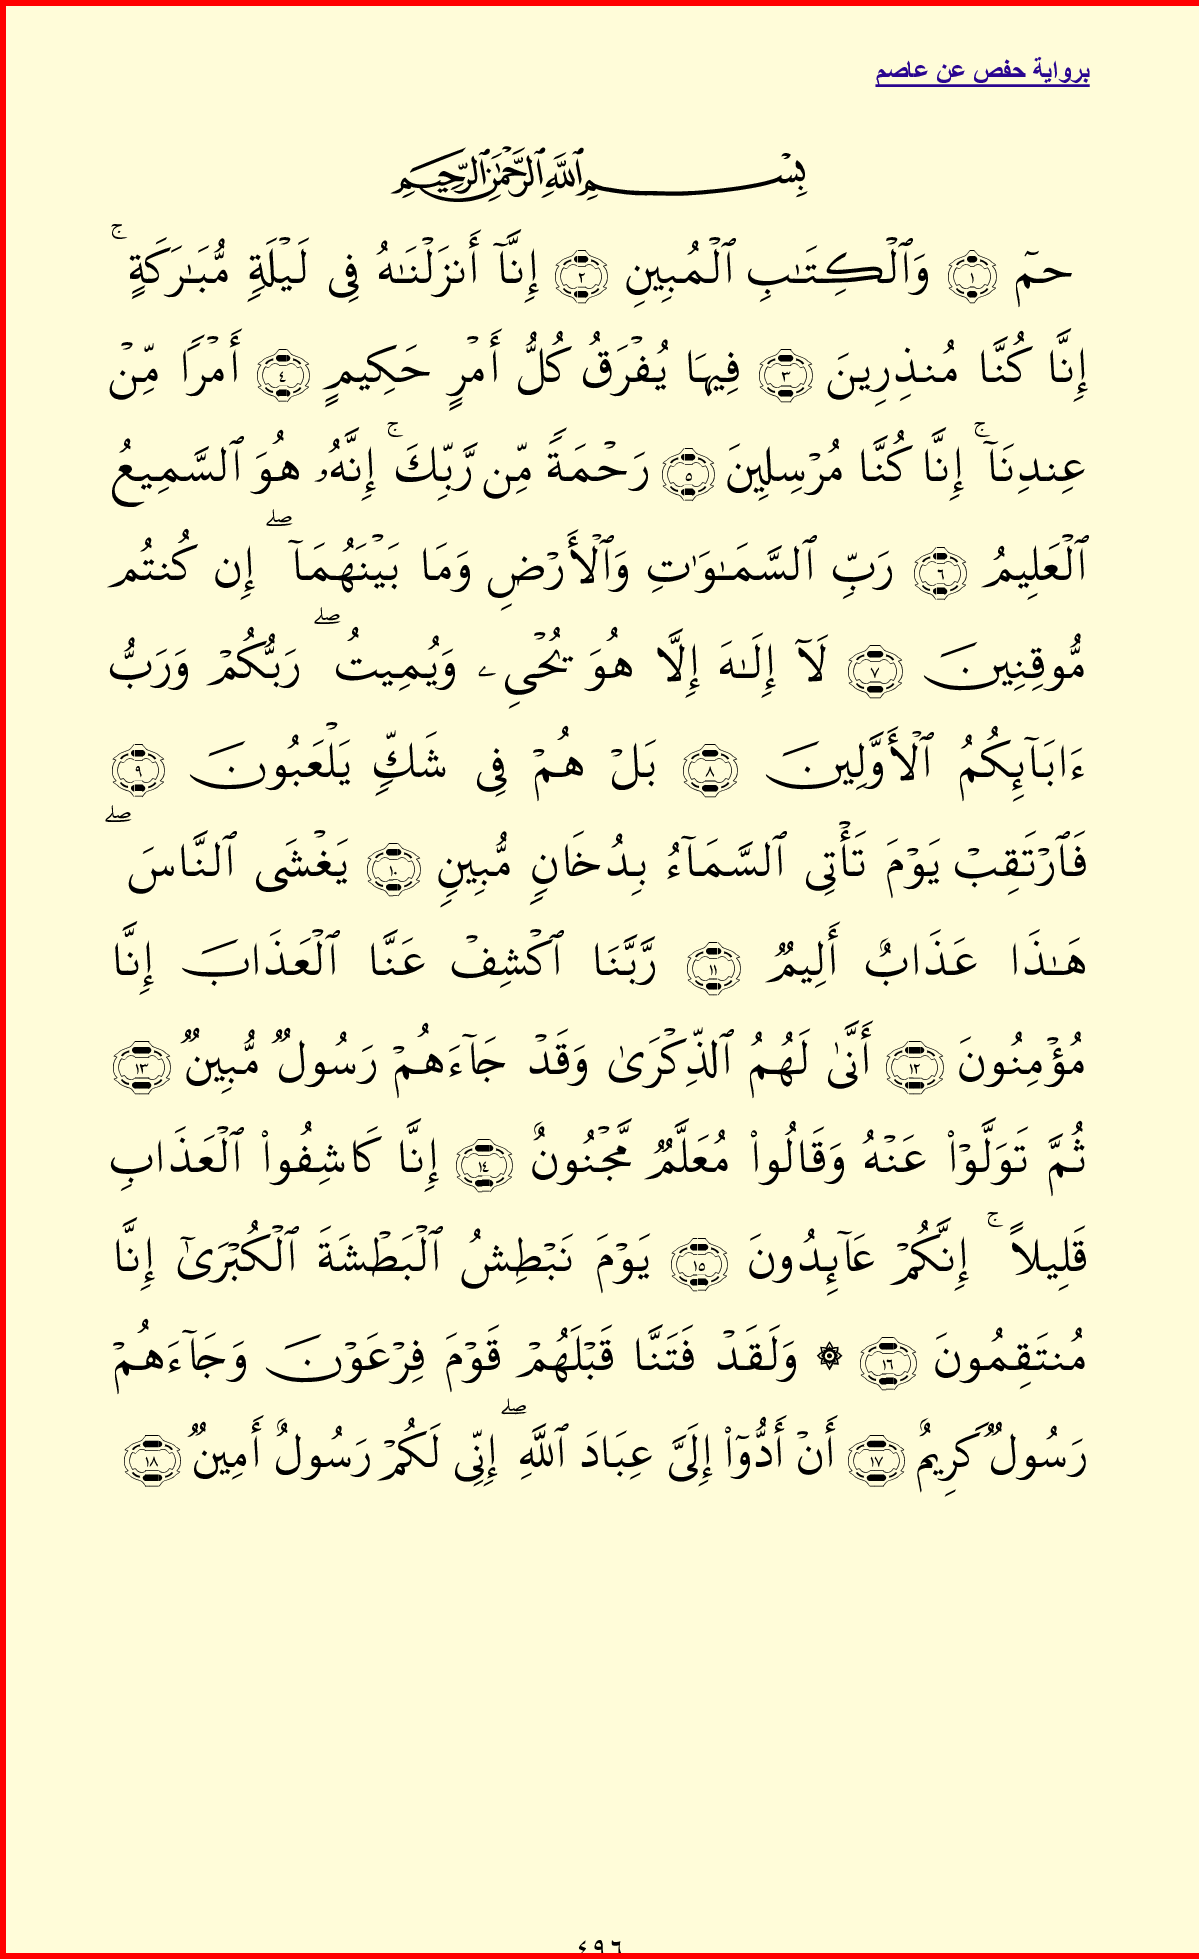 برواية حفص عن عاصم
بِسْمِ ٱللَّهِ ٱلرَّحْمَـٰنِ ٱلرَّحِيمِ
حمٓ ﴿١﴾ وَٱلْكِتَـٰبِ ٱلْمُبِينِ ﴿٢﴾ إِنَّآ أَنزَلْنَـٰهُ فِى لَيْلَةٍ مُّبَـٰرَكَةٍ ۚ
إِنَّا كُنَّا مُنذِرِينَ ﴿٣﴾ فِيهَا يُفْرَقُ كُلُّ أَمْرٍ حَكِيمٍ ﴿٤﴾ أَمْرًا مِّنْ
عِندِنَآ ۚ إِنَّا كُنَّا مُرْسِلِينَ ﴿٥﴾ رَحْمَةً مِّن رَّبِّكَ ۚ إِنَّهُۥ هُوَ ٱلسَّمِيعُ
ٱلْعَلِيمُ ﴿٦﴾ رَبِّ ٱلسَّمَـٰوَٰتِ وَٱلْأَرْضِ وَمَا بَيْنَهُمَآ ۖ إِن كُنتُم
مُّوقِنِينَ ﴿٧﴾ لَآ إِلَـٰهَ إِلَّا هُوَ يُحْىِۦ وَيُمِيتُ ۖ رَبُّكُمْ وَرَبُّ
ءَابَآئِكُمُ ٱلْأَوَّلِينَ ﴿٨﴾ بَلْ هُمْ فِى شَكٍّ يَلْعَبُونَ ﴿٩﴾
فَٱرْتَقِبْ يَوْمَ تَأْتِى ٱلسَّمَآءُ بِدُخَانٍ مُّبِينٍ ﴿١٠﴾ يَغْشَى ٱلنَّاسَ ۖ
هَـٰذَا عَذَابٌ أَلِيمٌ ﴿١١﴾ رَّبَّنَا ٱكْشِفْ عَنَّا ٱلْعَذَابَ إِنَّا
مُؤْمِنُونَ ﴿١٢﴾ أَنَّىٰ لَهُمُ ٱلذِّكْرَىٰ وَقَدْ جَآءَهُمْ رَسُولٌ مُّبِينٌ ﴿١٣﴾
ثُمَّ تَوَلَّوْا۟ عَنْهُ وَقَالُوا۟ مُعَلَّمٌ مَّجْنُونٌ ﴿١٤﴾ إِنَّا كَاشِفُوا۟ ٱلْعَذَابِ
قَلِيلًا ۚ إِنَّكُمْ عَآئِدُونَ ﴿١٥﴾ يَوْمَ نَبْطِشُ ٱلْبَطْشَةَ ٱلْكُبْرَىٰٓ إِنَّا
مُنتَقِمُونَ ﴿١٦﴾ ۞ وَلَقَدْ فَتَنَّا قَبْلَهُمْ قَوْمَ فِرْعَوْنَ وَجَآءَهُمْ
رَسُولٌ كَرِيمٌ ﴿١٧﴾ أَنْ أَدُّوٓا۟ إِلَىَّ عِبَادَ ٱللَّهِ ۖ إِنِّى لَكُمْ رَسُولٌ أَمِينٌ ﴿١٨﴾
٤٩٦